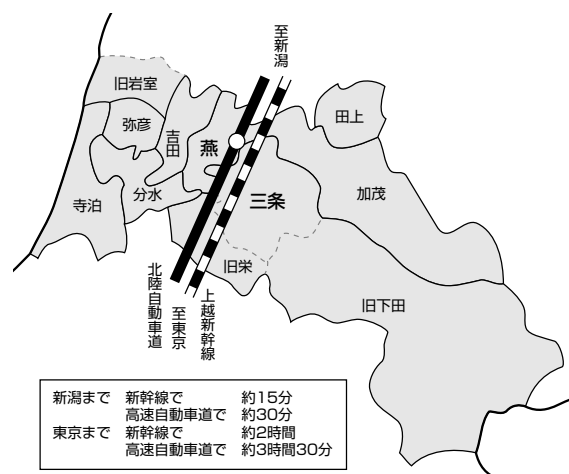 至新潟
旧岩室
田上
弥彦
吉田
燕
加茂
寺泊
分水
三条
旧栄
旧下田
北陸自動車道
至東京
上越新幹線
新潟まで 新幹線で 約15分
高速自動車道で 約30分
東京まで 新幹線で 約2時間
高速自動車道で 約3時間30分